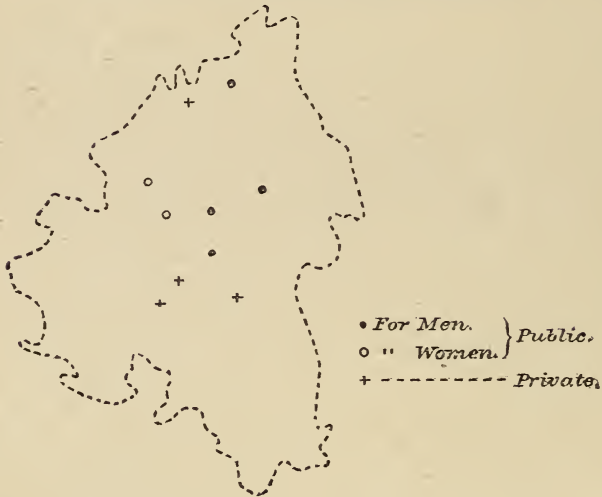 • For Men. } Public.
o " Women.
+ - - - - - - - - Private.